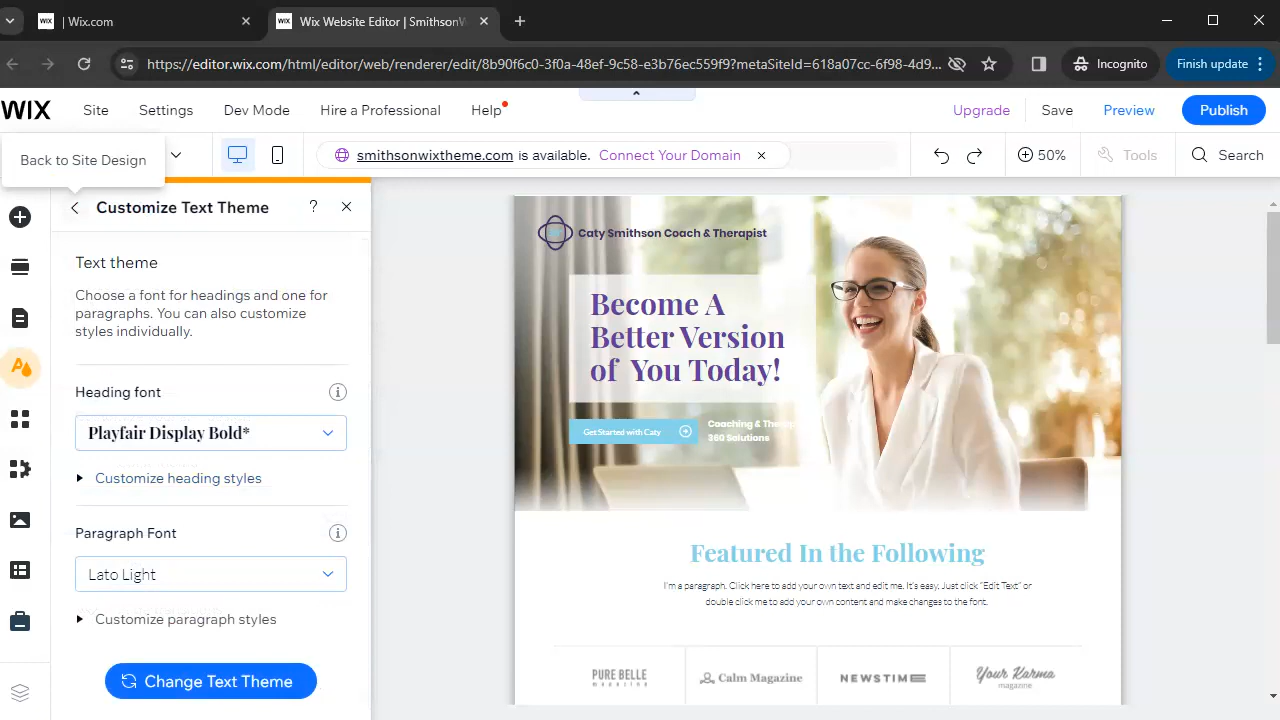 | Wix.com
Wix Website Editor | SmithsonW
https://editor.wix.com/html/editor/web/renderer/edit/8b90f6c0-3f0a-48ef-9c58-e3b76ec559f9?metaSiteId=618a07cc-6f98-4d9...
Incognito
Finish update
WIX
Site
Settings
Dev Mode
Hire a Professional
Help
Upgrade
Save
Preview
Publish
Back to Site Design
smithsonwixtheme.com is available. Connect Your Domain
50%
Tools
Search
Customize Text Theme
?
Text theme
Choose a font for headings and one for
paragraphs. You can also customize
styles individually.
Heading font
Playfair Display Bold*
Customize heading styles
Paragraph Font
Lato Light
Customize paragraph styles
Change Text Theme
Caty Smithson Coach & Therapist
Become A
Better Version
of You Today!
Get Started with Caty
Coaching & Therapy
360 Solutions
Featured In the Following
I'm a paragraph. Click here to add your own text and edit me. It's easy. Just click "Edit Text" or
double click me to add your own content and make changes to the font.
PURE BELLE
magazine
Calm Magazine
NEWSTIME
Your Karma
magazine